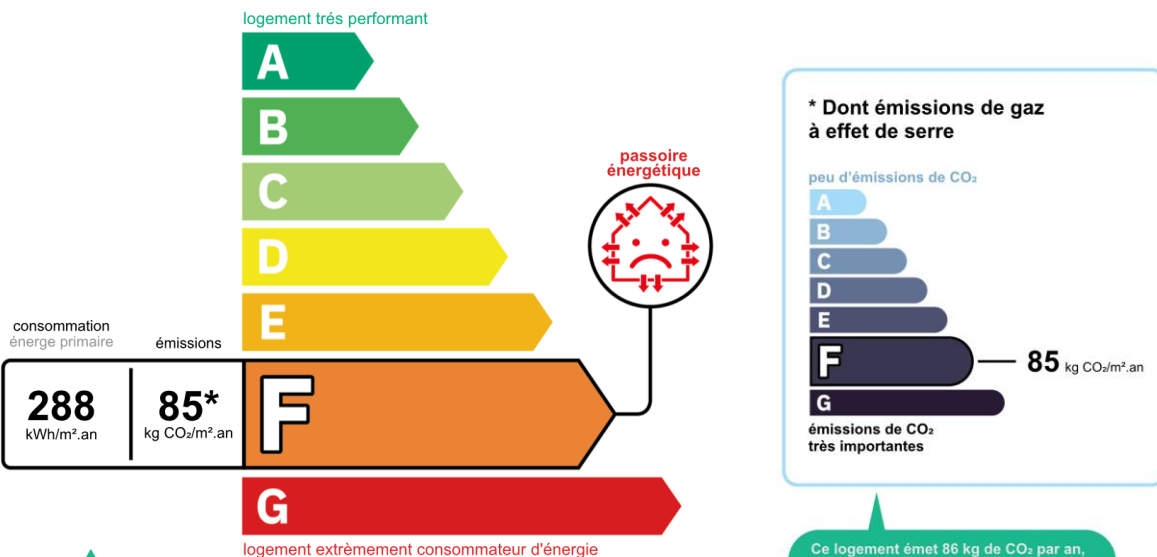 logement trés performant
A
B
C
D
E
F
G
logement extrèmement consommateur d'énergie
passoire
énergétique
consommation
énerge primaire
émissions
288
kWh/m².an
85*
kg CO₂/m².an
* Dont émissions de gaz
à effet de serre
peu d'émissions de CO₂
A
B
C
D
E
F
85 kg CO₂/m².an
G
émissions de CO₂
très importantes
Ce logement émet 86 kg de CO₂ par an,